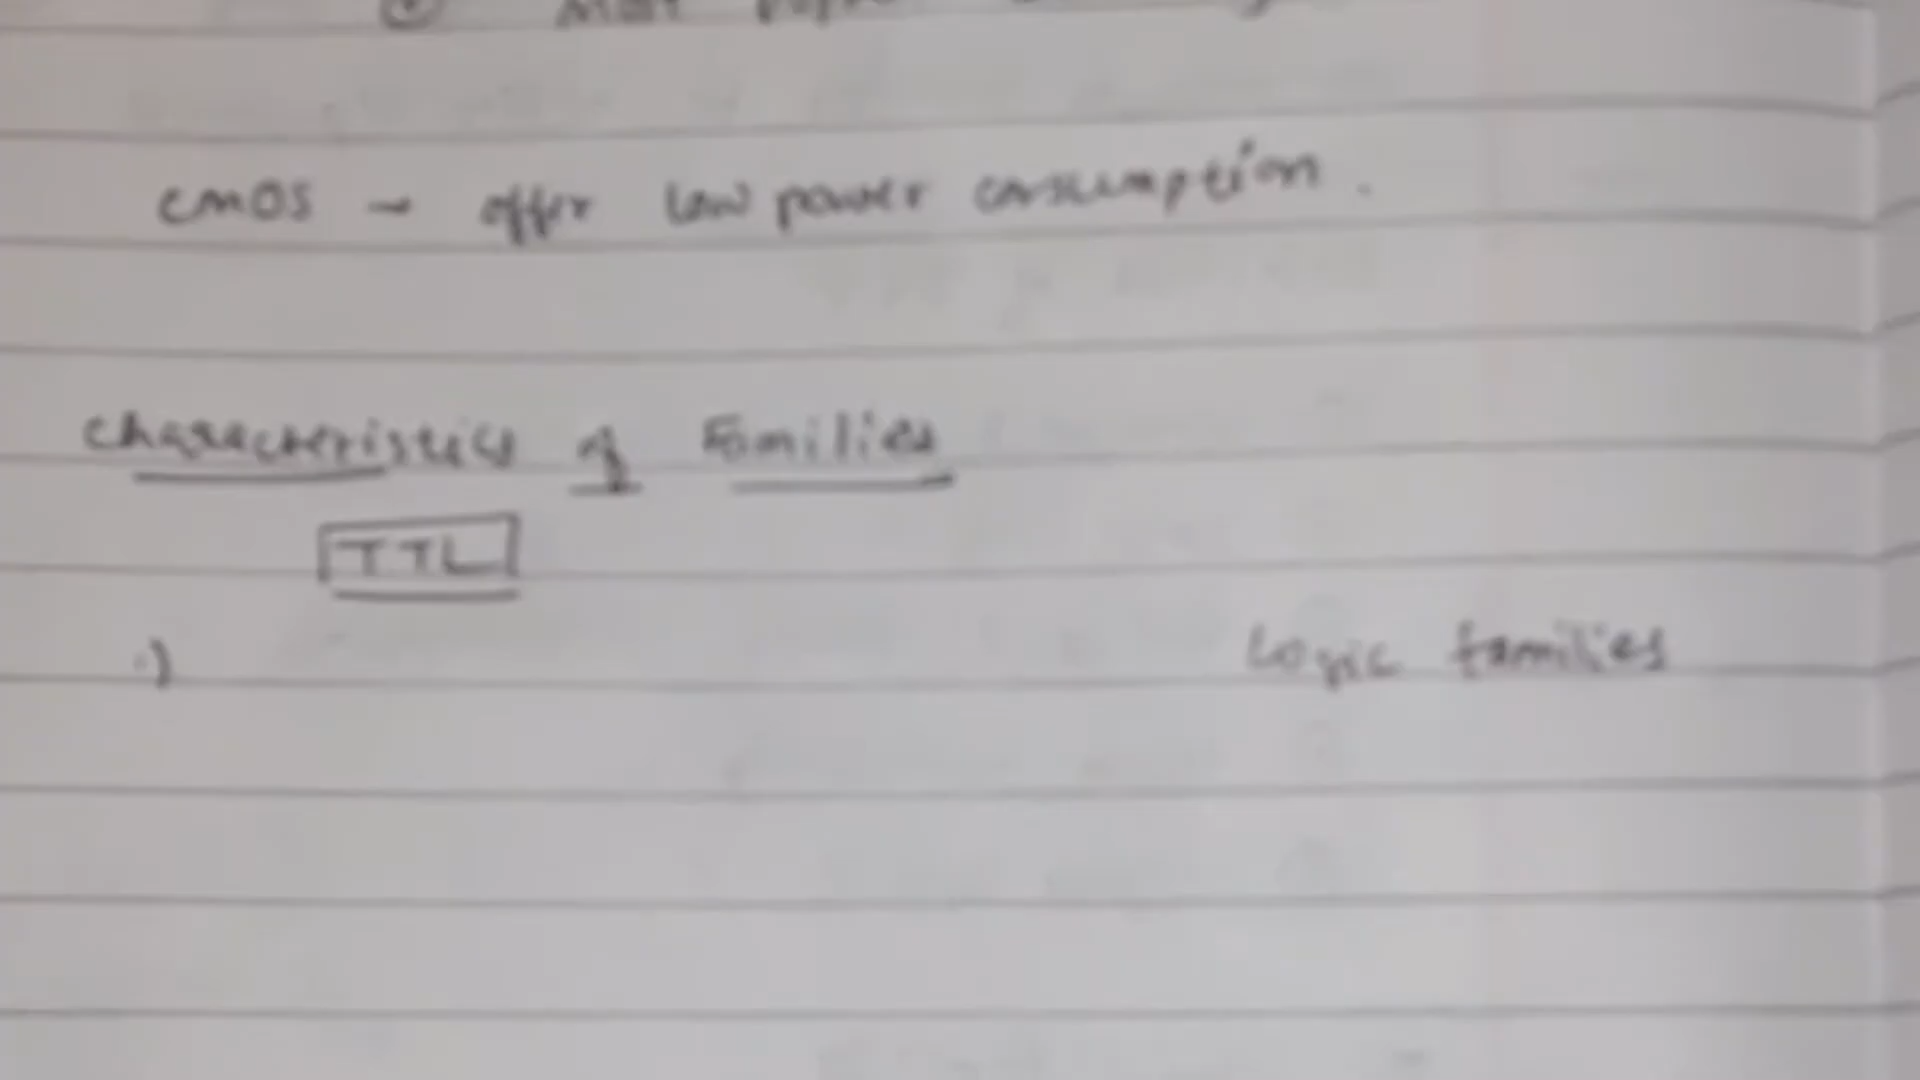 CMOS → offer low power consumption.
Characteristics of Families
TTL
Logic families